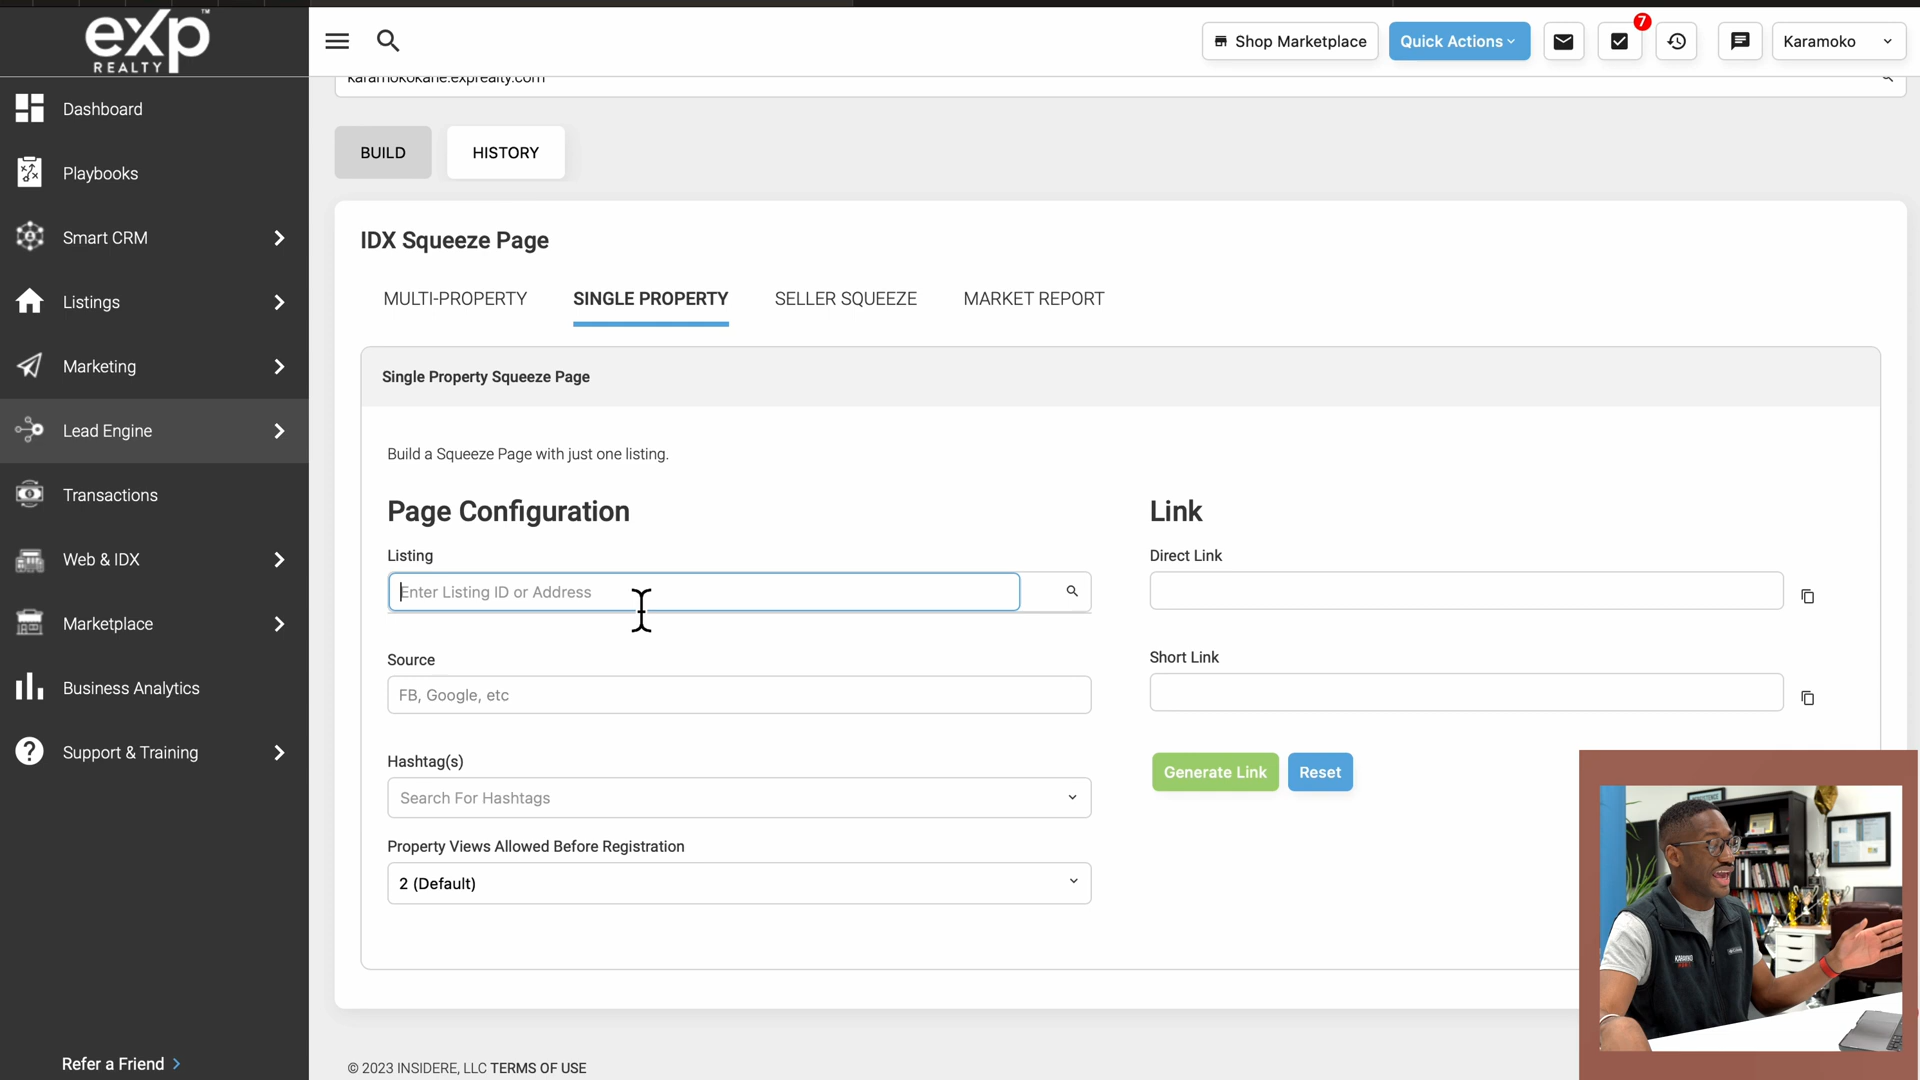 eXp
REALTY
Shop Marketplace
Quick Actions
7
Karamoko
karamokokane.exprealty.com
Dashboard
Playbooks
Smart CRM
Listings
Marketing
Lead Engine
Transactions
Web & IDX
Marketplace
Business Analytics
Support & Training
Refer a Friend
BUILD
HISTORY
IDX Squeeze Page
MULTI-PROPERTY
SINGLE PROPERTY
SELLER SQUEEZE
MARKET REPORT
Single Property Squeeze Page
Build a Squeeze Page with just one listing.
Page Configuration
Listing
Enter Listing ID or Address
Source
FB, Google, etc
Hashtag(s)
Search For Hashtags
Property Views Allowed Before Registration
2 (Default)
Link
Direct Link
Short Link
Generate Link
Reset
© 2023 INSIDERE, LLC TERMS OF USE